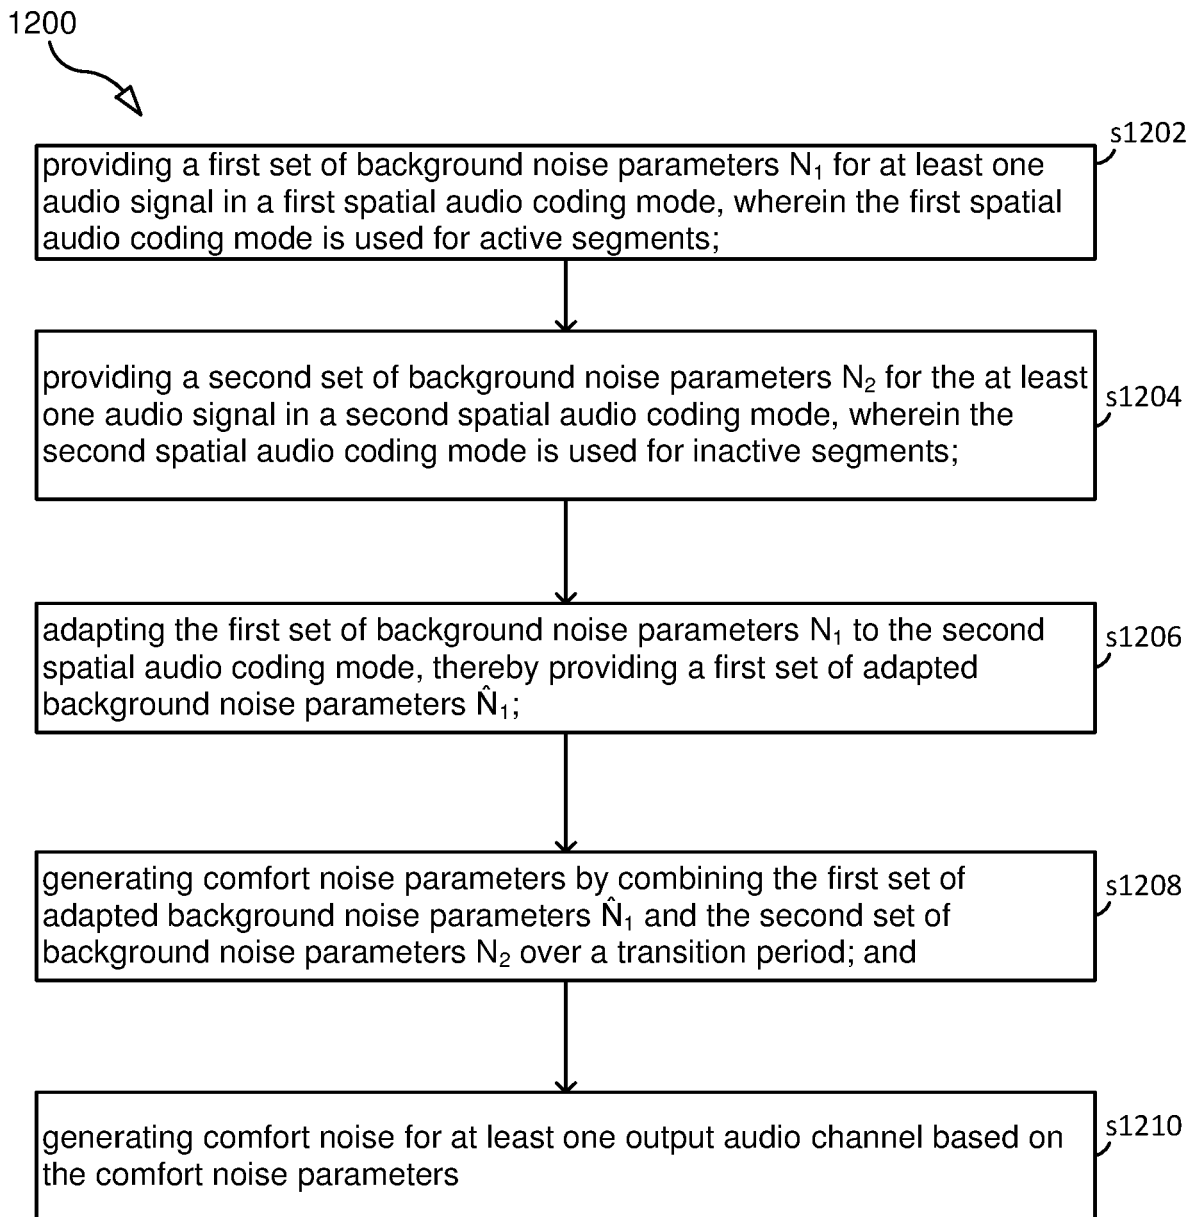 1200
s1202
providing a first set of background noise parameters N₁ for at least one
audio signal in a first spatial audio coding mode, wherein the first spatial
audio coding mode is used for active segments;
s1204
providing a second set of background noise parameters N₂ for the at least
one audio signal in a second spatial audio coding mode, wherein the
second spatial audio coding mode is used for inactive segments;
s1206
adapting the first set of background noise parameters N₁ to the second
spatial audio coding mode, thereby providing a first set of adapted
background noise parameters N̂₁;
s1208
generating comfort noise parameters by combining the first set of
adapted background noise parameters N̂₁ and the second set of
background noise parameters N₂ over a transition period; and
s1210
generating comfort noise for at least one output audio channel based on
the comfort noise parameters